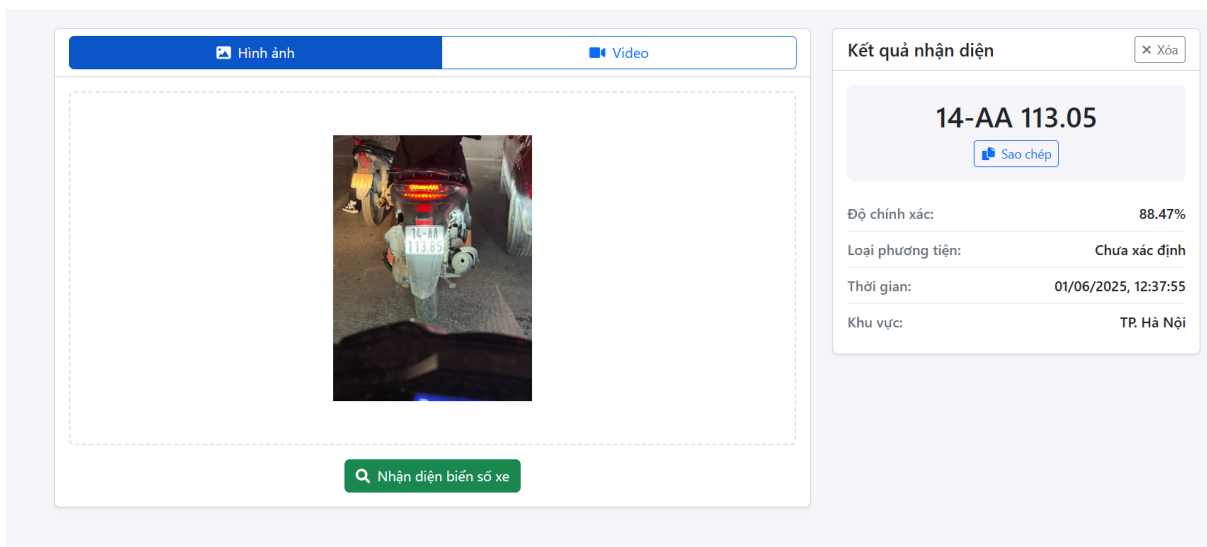 Hình ảnh
Video
14-AA
113.85
Nhận diện biển số xe
Kết quả nhận diện
Xóa
14-AA 113.05
Sao chép
Độ chính xác: 88.47%
Loại phương tiện: Chưa xác định
Thời gian: 01/06/2025, 12:37:55
Khu vực: TP. Hà Nội